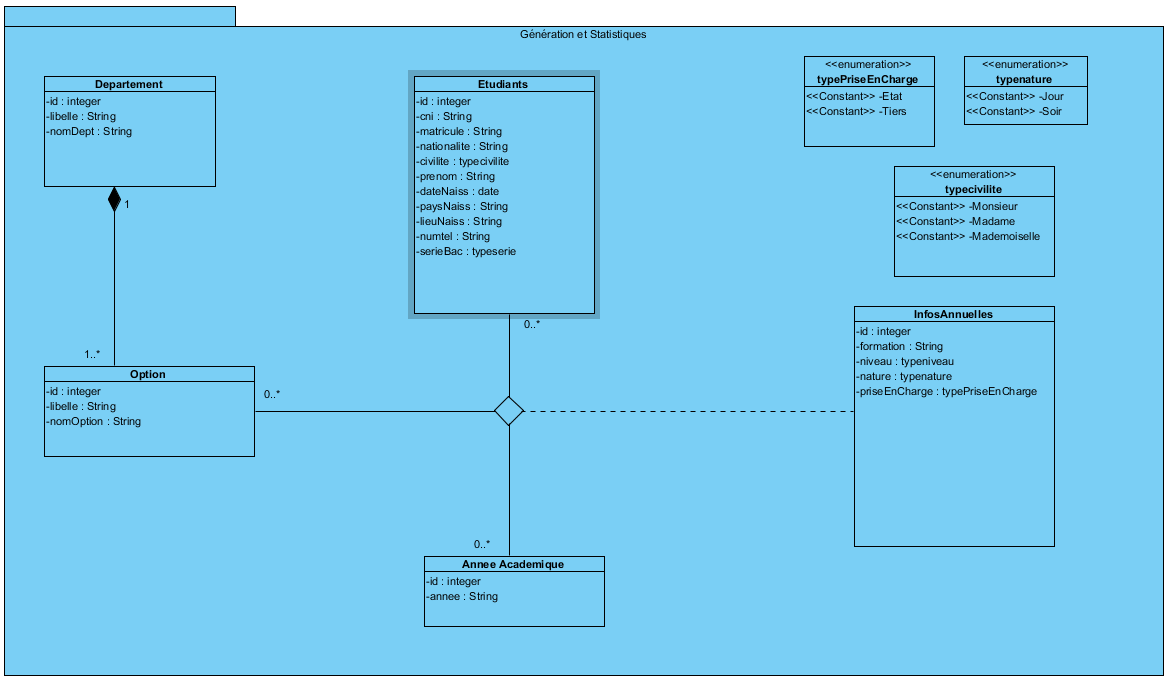 Génération et Statistiques
Departement
-id : integer
-libelle : String
-nomDept : String
1
1..*
Option
-id : integer
-libelle : String
-nomOption : String
0..*
Etudiants
-id : integer
-cni : String
-matricule : String
-nationalite : String
-civilite : typecivilite
-prenom : String
-dateNaiss : date
-paysNaiss : String
-lieuNaiss : String
-numtel : String
-serieBac : typeserie
0..*
0..*
Annee Academique
-id : integer
-annee : String
<<enumeration>>
typePriseEnCharge
<<Constant>> -Etat
<<Constant>> -Tiers
<<enumeration>>
typenature
<<Constant>> -Jour
<<Constant>> -Soir
<<enumeration>>
typecivilite
<<Constant>> -Monsieur
<<Constant>> -Madame
<<Constant>> -Mademoiselle
InfosAnnuelles
-id : integer
-formation : String
-niveau : typeniveau
-nature : typenature
-priseEnCharge : typePriseEnCharge